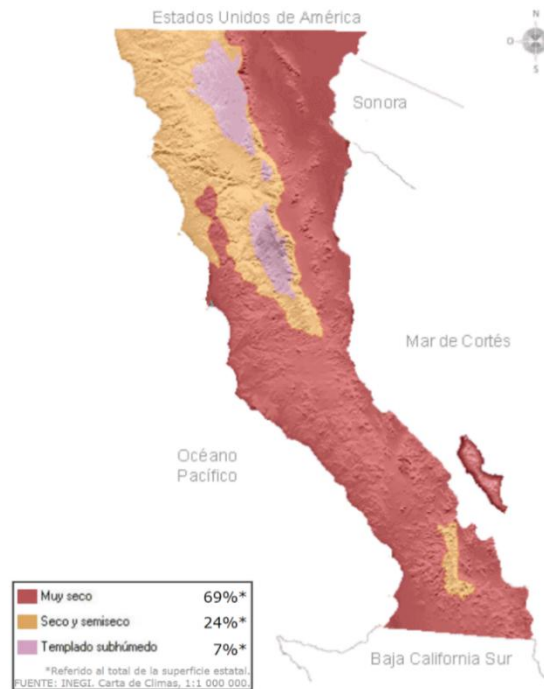 Estados Unidos de América
N
O
S
Sonora
Mar de Cortés
Océano
Pacífico
Muy seco 69%*
Seco y semiseco 24%*
Templado subhúmedo 7%*
*Referido al total de la superficie estatal.
FUENTE: INEGI. Carta de Climas, 1:1 000 000.
Baja California Sur